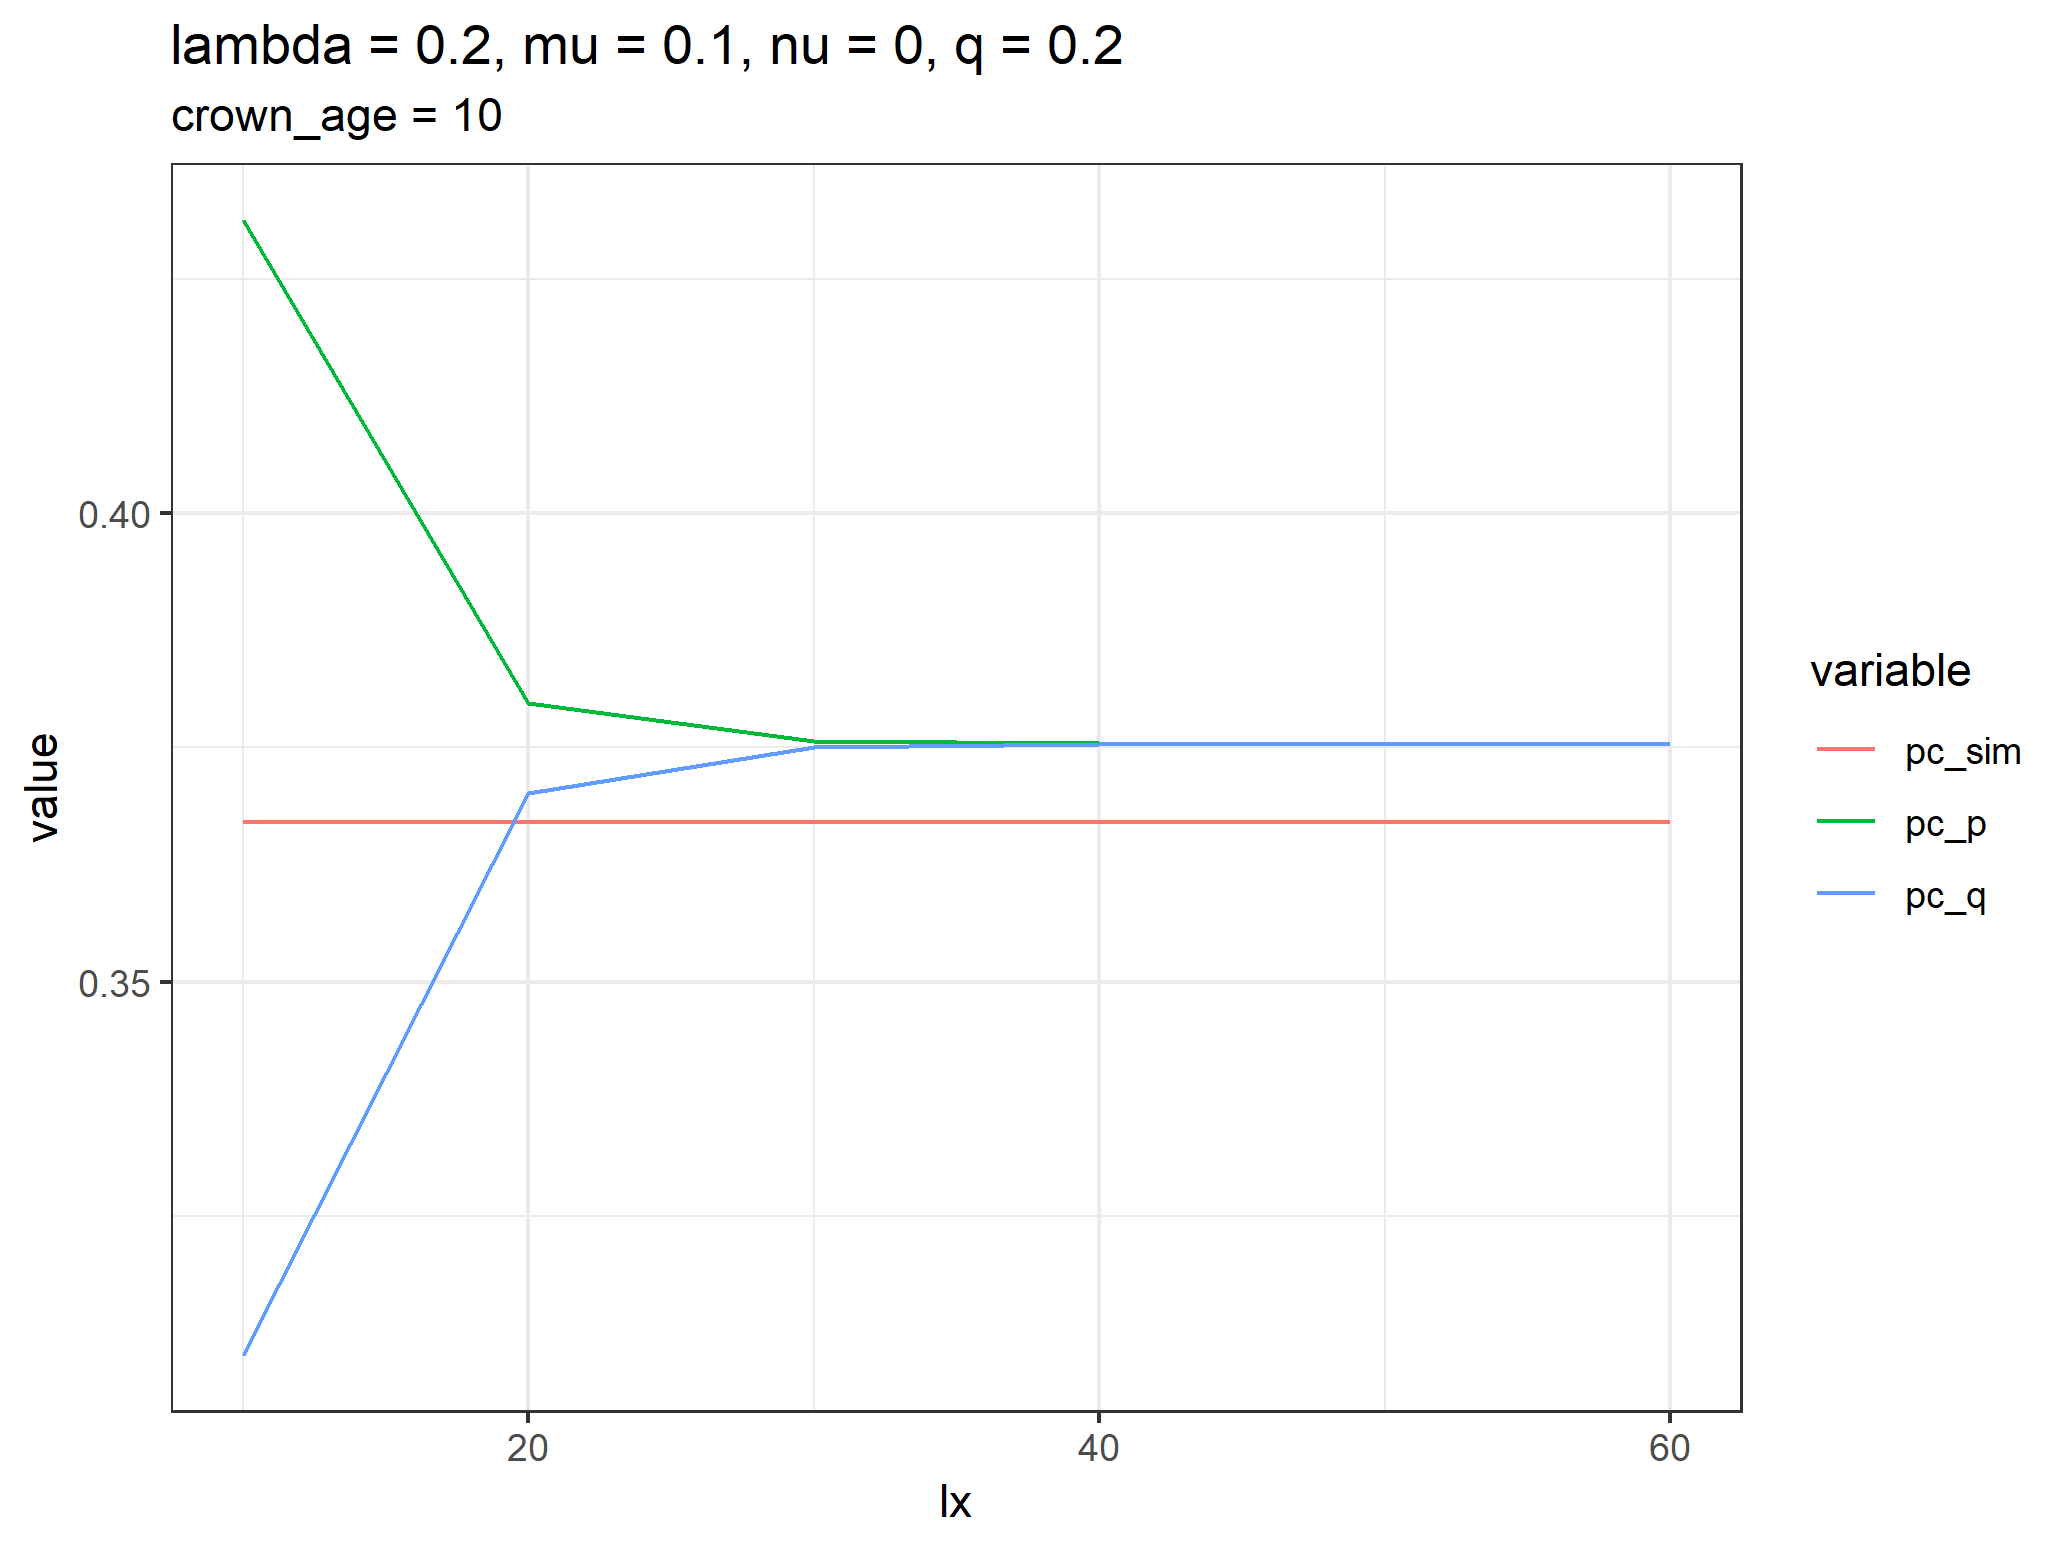 lambda = 0.2, mu = 0.1, nu = 0, q = 0.2
crown_age = 10
value
0.40
0.35
20
40
60
lx
variable
pc_sim
pc_p
pc_q